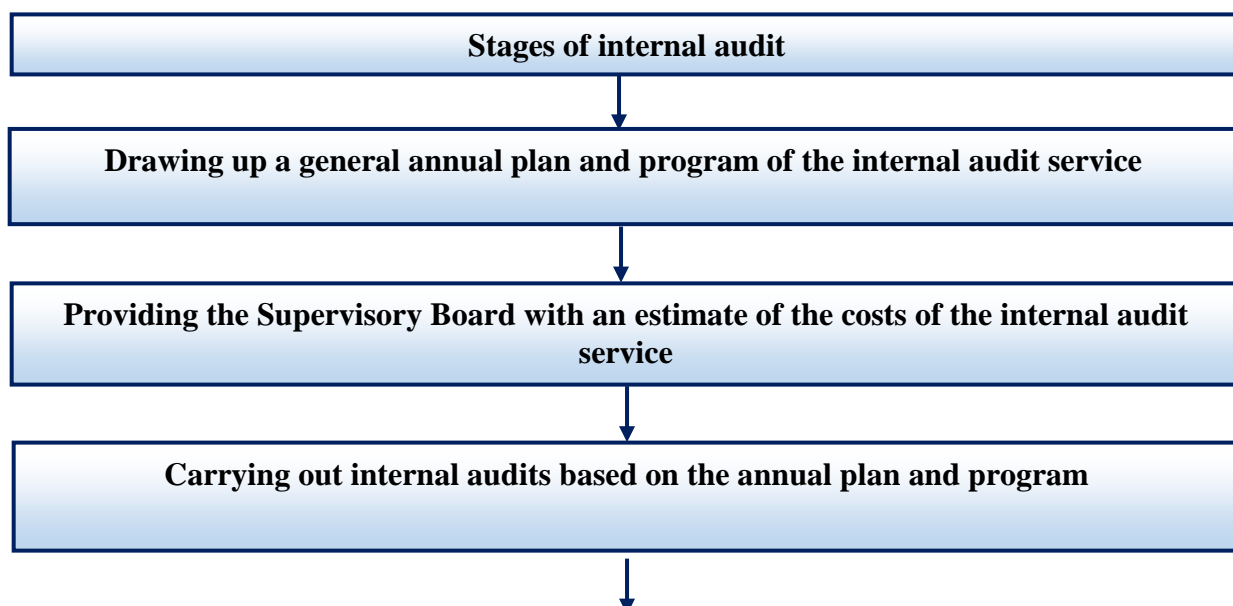 Stages of internal audit
Drawing up a general annual plan and program of the internal audit service
Providing the Supervisory Board with an estimate of the costs of the internal audit
service
Carrying out internal audits based on the annual plan and program